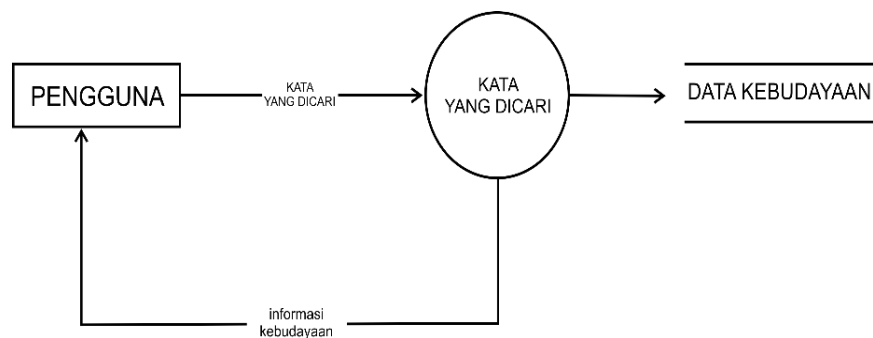 PENGGUNA
KATA
YANG DICARI
KATA
YANG DICARI
DATA KEBUDAYAAN
informasi
kebudayaan